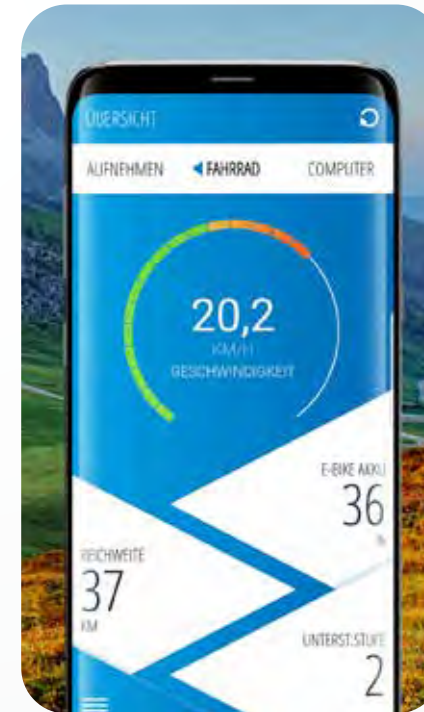 ÜBERSICHT
AUFNEHMEN
FAHRRAD
COMPUTER
20,2
KM/H
GESCHWINDIGKEIT
E-BIKE AKKU
36
%
REICHWEITE
37
KM
UNTERST.STUFE
2